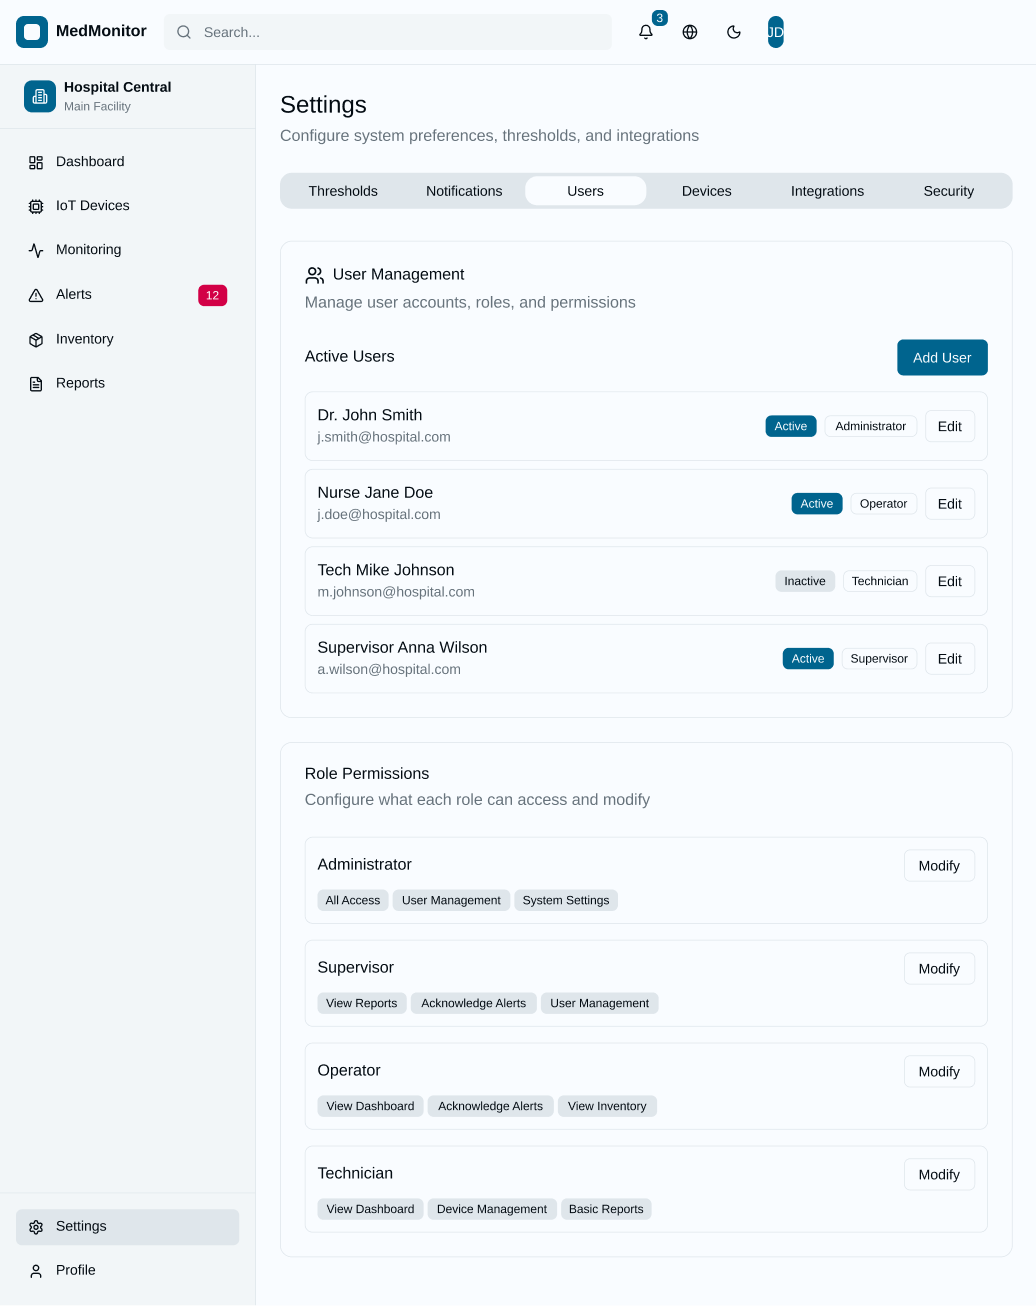 MedMonitor
Search...
3
JD
Hospital Central
Main Facility
Dashboard
IoT Devices
Monitoring
Alerts
12
Inventory
Reports
Settings
Profile
Settings
Configure system preferences, thresholds, and integrations
Thresholds Notifications Users Devices Integrations Security
User Management
Manage user accounts, roles, and permissions
Active Users
Add User
Dr. John Smith
j.smith@hospital.com
Active Administrator Edit
Nurse Jane Doe
j.doe@hospital.com
Active Operator Edit
Tech Mike Johnson
m.johnson@hospital.com
Inactive Technician Edit
Supervisor Anna Wilson
a.wilson@hospital.com
Active Supervisor Edit
Role Permissions
Configure what each role can access and modify
Administrator
Modify
All Access User Management System Settings
Supervisor
Modify
View Reports Acknowledge Alerts User Management
Operator
Modify
View Dashboard Acknowledge Alerts View Inventory
Technician
Modify
View Dashboard Device Management Basic Reports